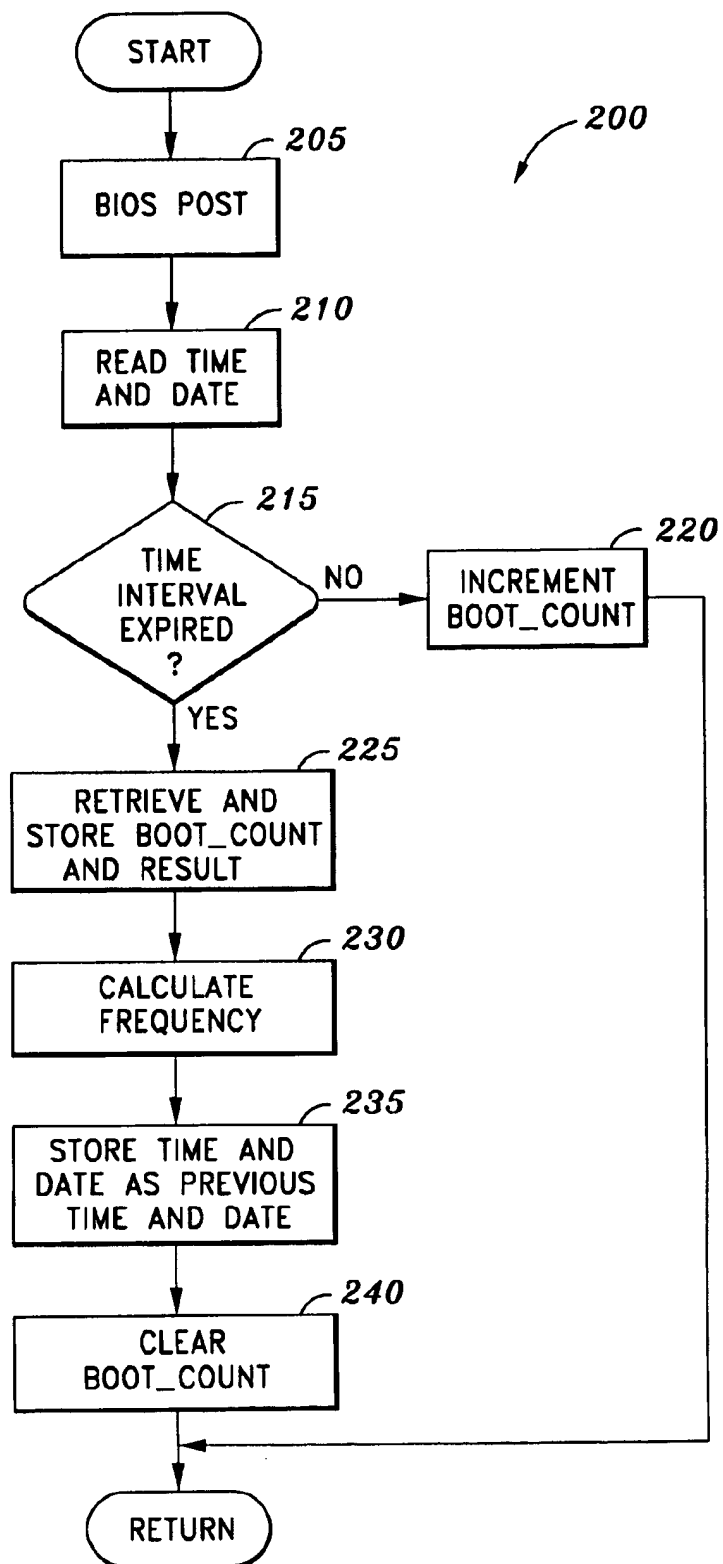 START
200
205
BIOS POST
210
READ TIME
AND DATE
215
TIME
INTERVAL
EXPIRED
?
NO
220
INCREMENT
BOOT_COUNT
YES
225
RETRIEVE AND
STORE BOOT_COUNT
AND RESULT
230
CALCULATE
FREQUENCY
235
STORE TIME AND
DATE AS PREVIOUS
TIME AND DATE
240
CLEAR
BOOT_COUNT
RETURN